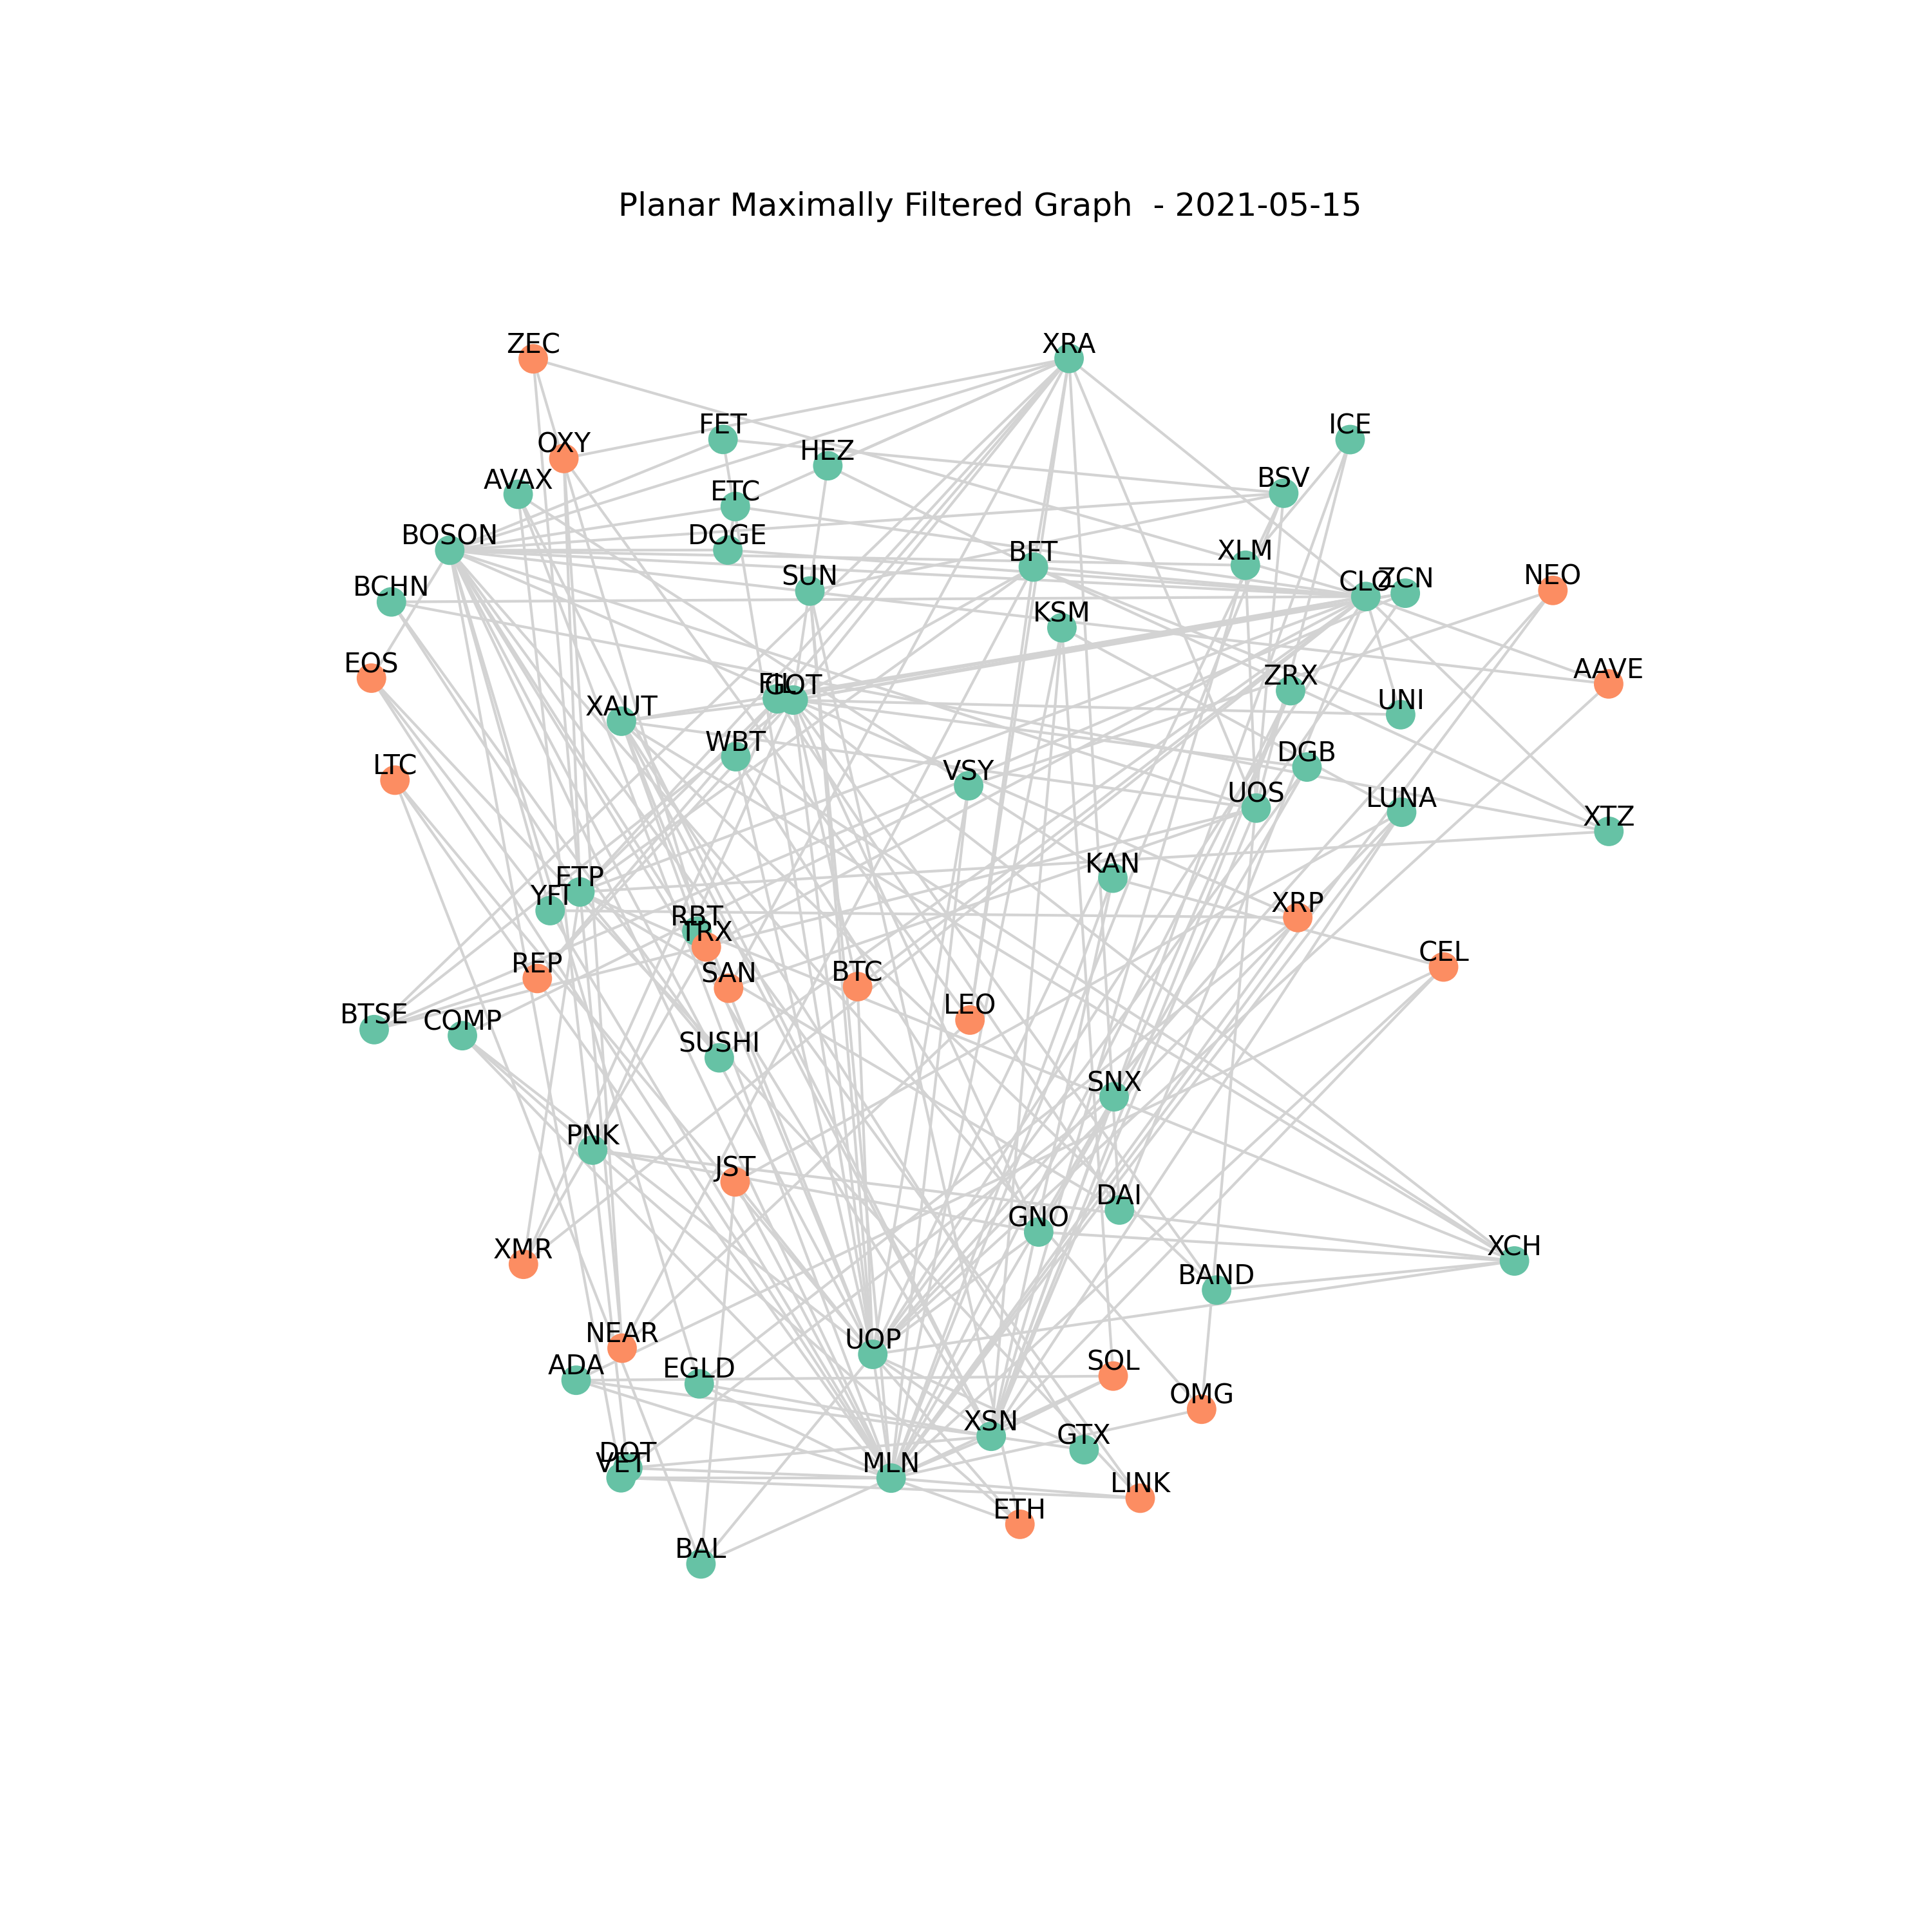 Planar Maximally Filtered Graph  - 2021-05-15
ZEC
XRA
FET
ICE
OXY
HEZ
AVAX
BSV
ETC
BOSON
DOGE
BFT
XLM
SUN
CLO
ZCN
NEO
BCHN
KSM
EOS
AAVE
ZRX
GOT
XAUT
UNI
WBT
DGB
LTC
VSY
UOS
LUNA
XTZ
KAN
FTP
YFI
XRP
RBT
TRX
CEL
REP
SAN
BTC
LEO
BTSE
COMP
SUSHI
SNX
PNK
JST
DAI
GNO
XMR
XCH
BAND
NEAR
UOP
ADA
EGLD
SOL
OMG
XSN
GTX
DOT
VET
MLN
LINK
ETH
BAL